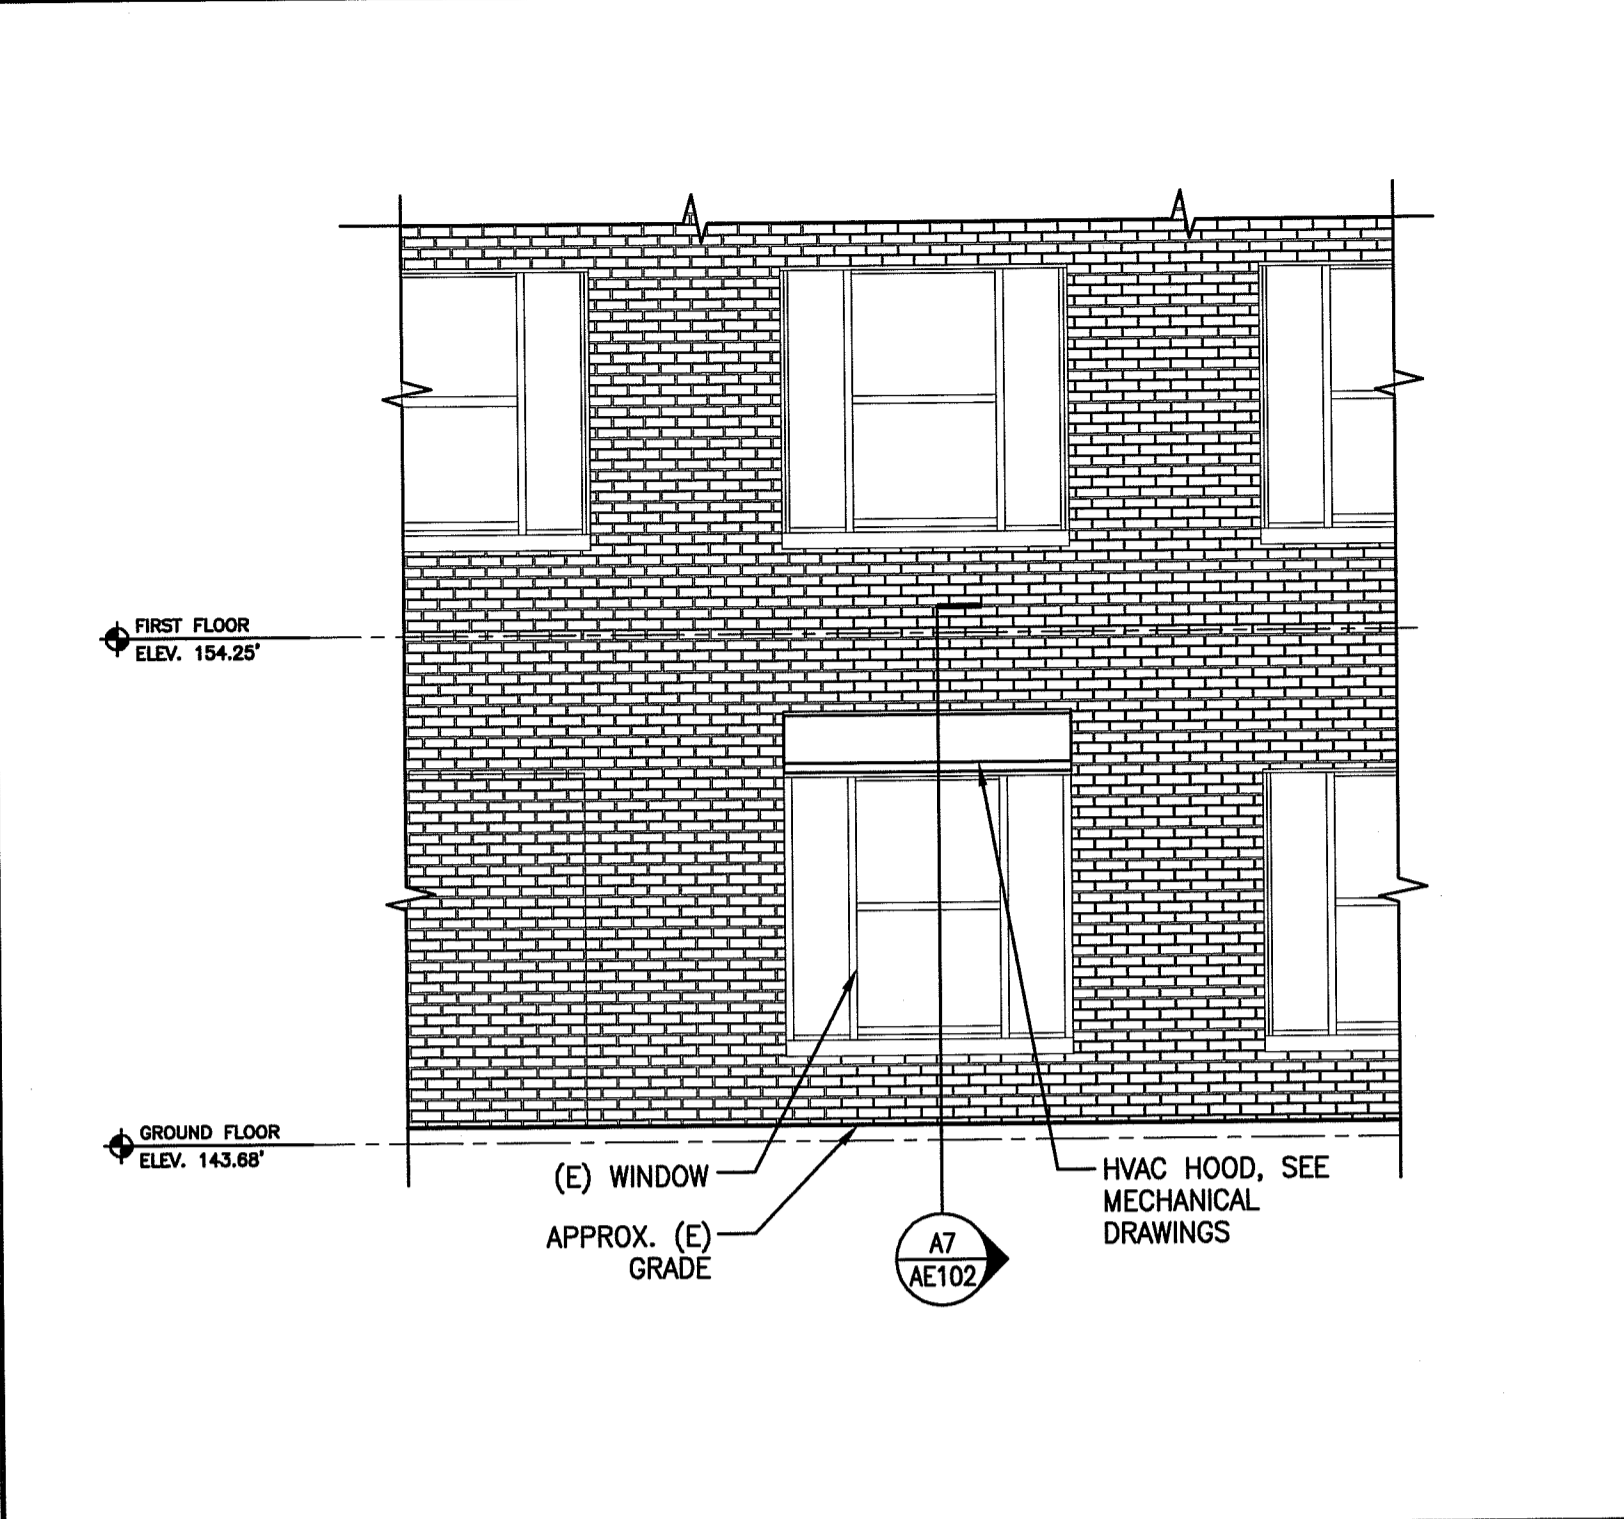 FIRST FLOOR
ELEV. 154.25'
GROUND FLOOR
ELEV. 143.68'
(E) WINDOW
APPROX. (E)
GRADE
A7
AE102
HVAC HOOD, SEE
MECHANICAL
DRAWINGS